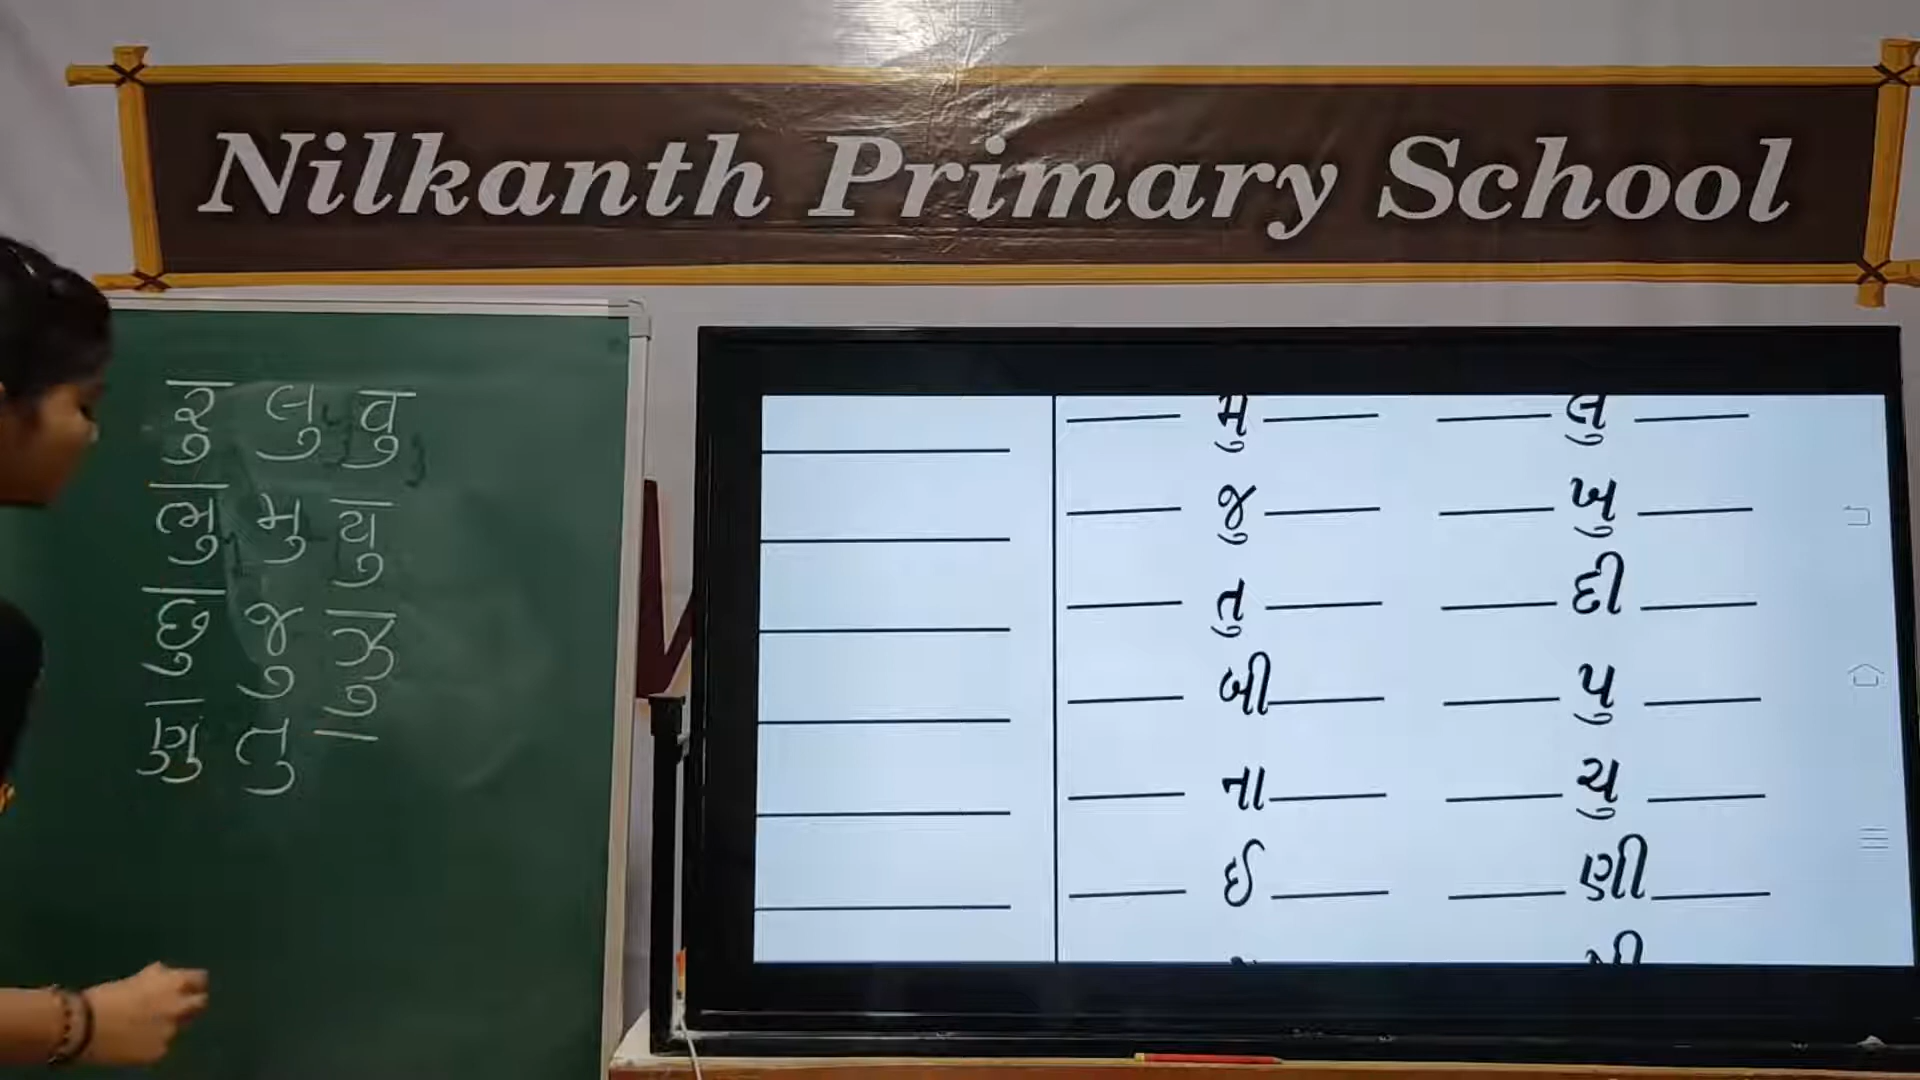 Nilkanth Primary School
રુ લુ વુ
ભુ મુ યુ
છુ જુ ઝુ
ણુ તુ
મુ લુ
જુ ખુ
તુ દી
બી પુ
ના ચુ
ઈ ણી